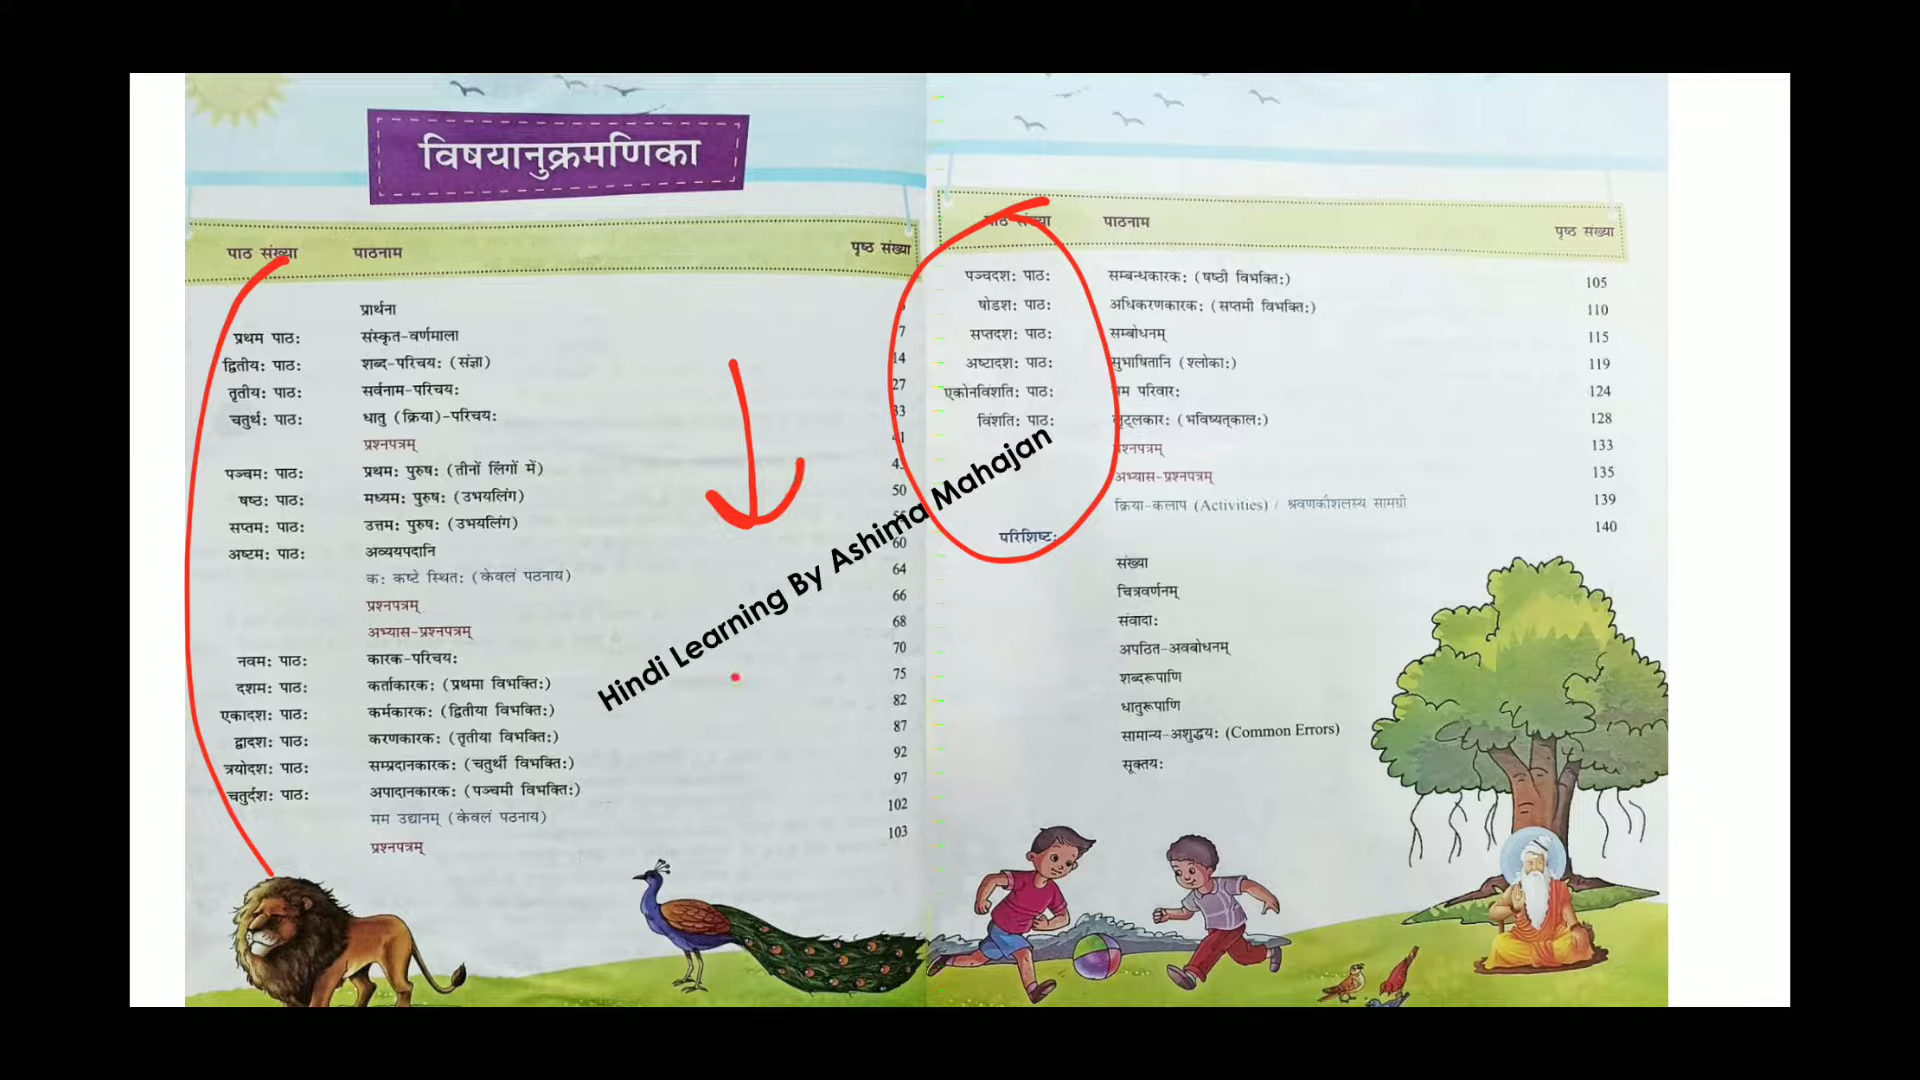 विषयानुक्रमणिका
पाठ संख्या पाठनाम पृष्ठ संख्या
प्रार्थना
प्रथम पाठः संस्कृत-वर्णमाला 7
द्वितीयः पाठः शब्द-परिचयः (संज्ञा) 14
तृतीयः पाठः सर्वनाम-परिचयः 27
चतुर्थः पाठः धातु (क्रिया)-परिचयः 33
प्रश्नपत्रम् 41
पञ्चमः पाठः प्रथमः पुरुषः (तीनों लिंगों में)
षष्ठः पाठः मध्यमः पुरुषः (उभयलिंग) 50
सप्तमः पाठः उत्तमः पुरुषः (उभयलिंग)
अष्टमः पाठः अव्ययपदानि 60
कः कष्टे स्थितः (केवलं पठनाय) 64
प्रश्नपत्रम् 66
अभ्यास-प्रश्नपत्रम् 68
नवमः पाठः कारक-परिचयः 70
दशमः पाठः कर्ताकारकः (प्रथमा विभक्तिः) 75
एकादशः पाठः कर्मकारकः (द्वितीया विभक्तिः) 82
द्वादशः पाठः करणकारकः (तृतीया विभक्तिः) 87
त्रयोदशः पाठः सम्प्रदानकारकः (चतुर्थी विभक्तिः) 92
चतुर्दशः पाठः अपादानकारकः (पञ्चमी विभक्तिः) 97
मम उद्यानम् (केवलं पठनाय) 102
प्रश्नपत्रम् 103
पाठ संख्या पाठनाम पृष्ठ संख्या
पञ्चदशः पाठः सम्बन्धकारकः (षष्ठी विभक्तिः) 105
षोडशः पाठः अधिकरणकारकः (सप्तमी विभक्तिः) 110
सप्तदशः पाठः सम्बोधनम् 115
अष्टादशः पाठः सुभाषितानि (श्लोकाः) 119
एकोनविंशतिः पाठः मम परिवारः 124
विंशतिः पाठः लृट्लकारः (भविष्यत्कालः) 128
प्रश्नपत्रम् 133
अभ्यास-प्रश्नपत्रम् 135
क्रिया-कलाप (Activities) / श्रवणकौशलस्य सामग्री 139
परिशिष्टः 140
संख्या
चित्रवर्णनम्
संवादाः
अपठित-अवबोधनम्
शब्दरूपाणि
धातुरूपाणि
सामान्य-अशुद्धयः (Common Errors)
सूक्तयः
Hindi Learning By Ashima Mahajan